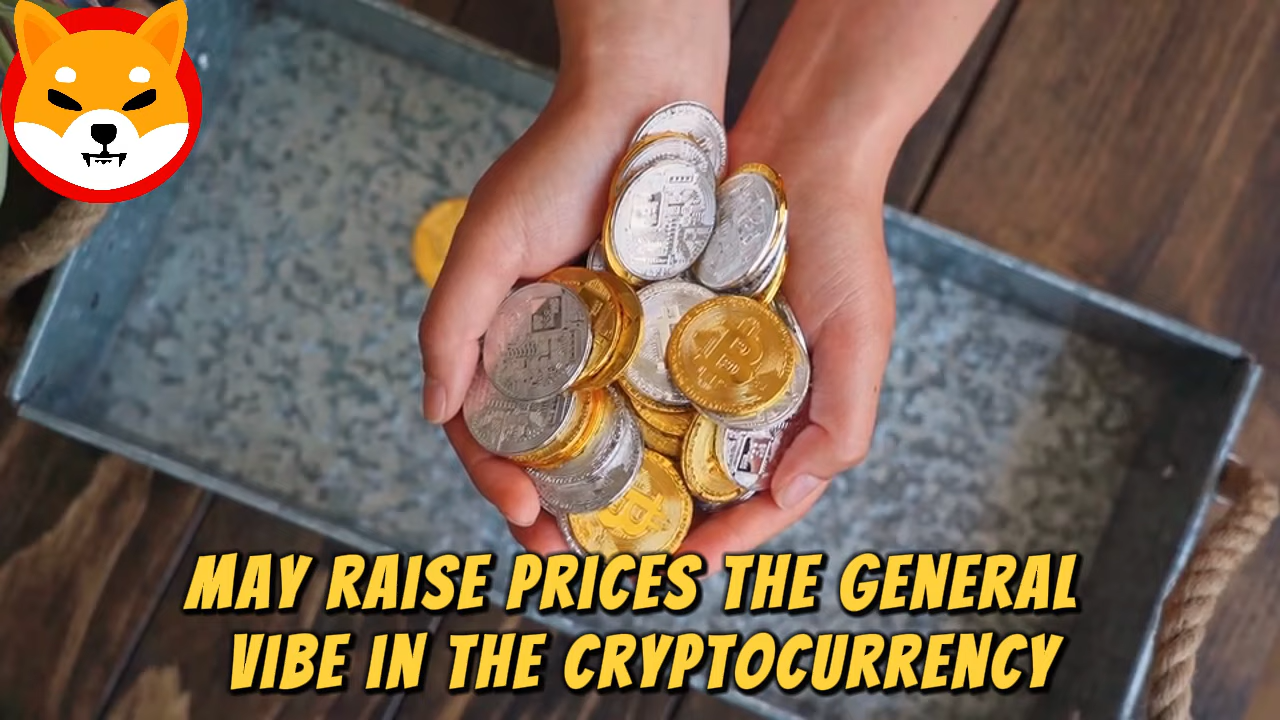 MAY RAISE PRICES THE GENERAL
VIBE IN THE CRYPTOCURRENCY